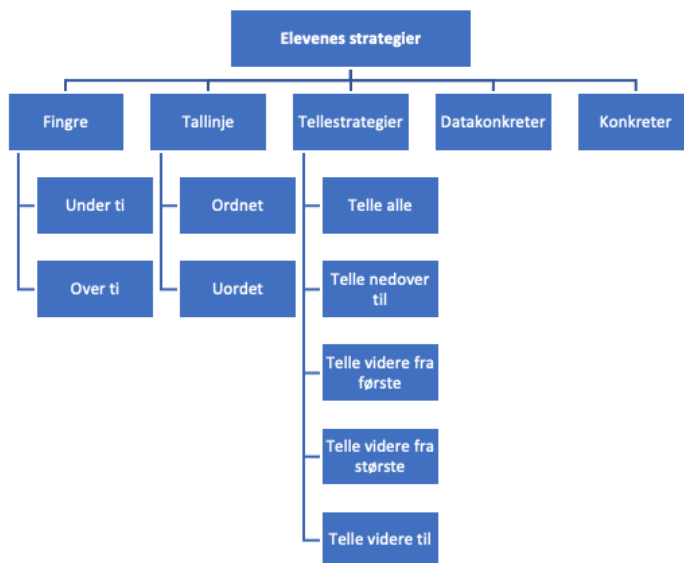 Elevenes strategier
Fingre
Tallinje
Tellestrategier
Datakonkreter
Konkreter
Under ti
Over ti
Ordnet
Uordet
Telle alle
Telle nedover
til
Telle videre fra
første
Telle videre fra
største
Telle videre til